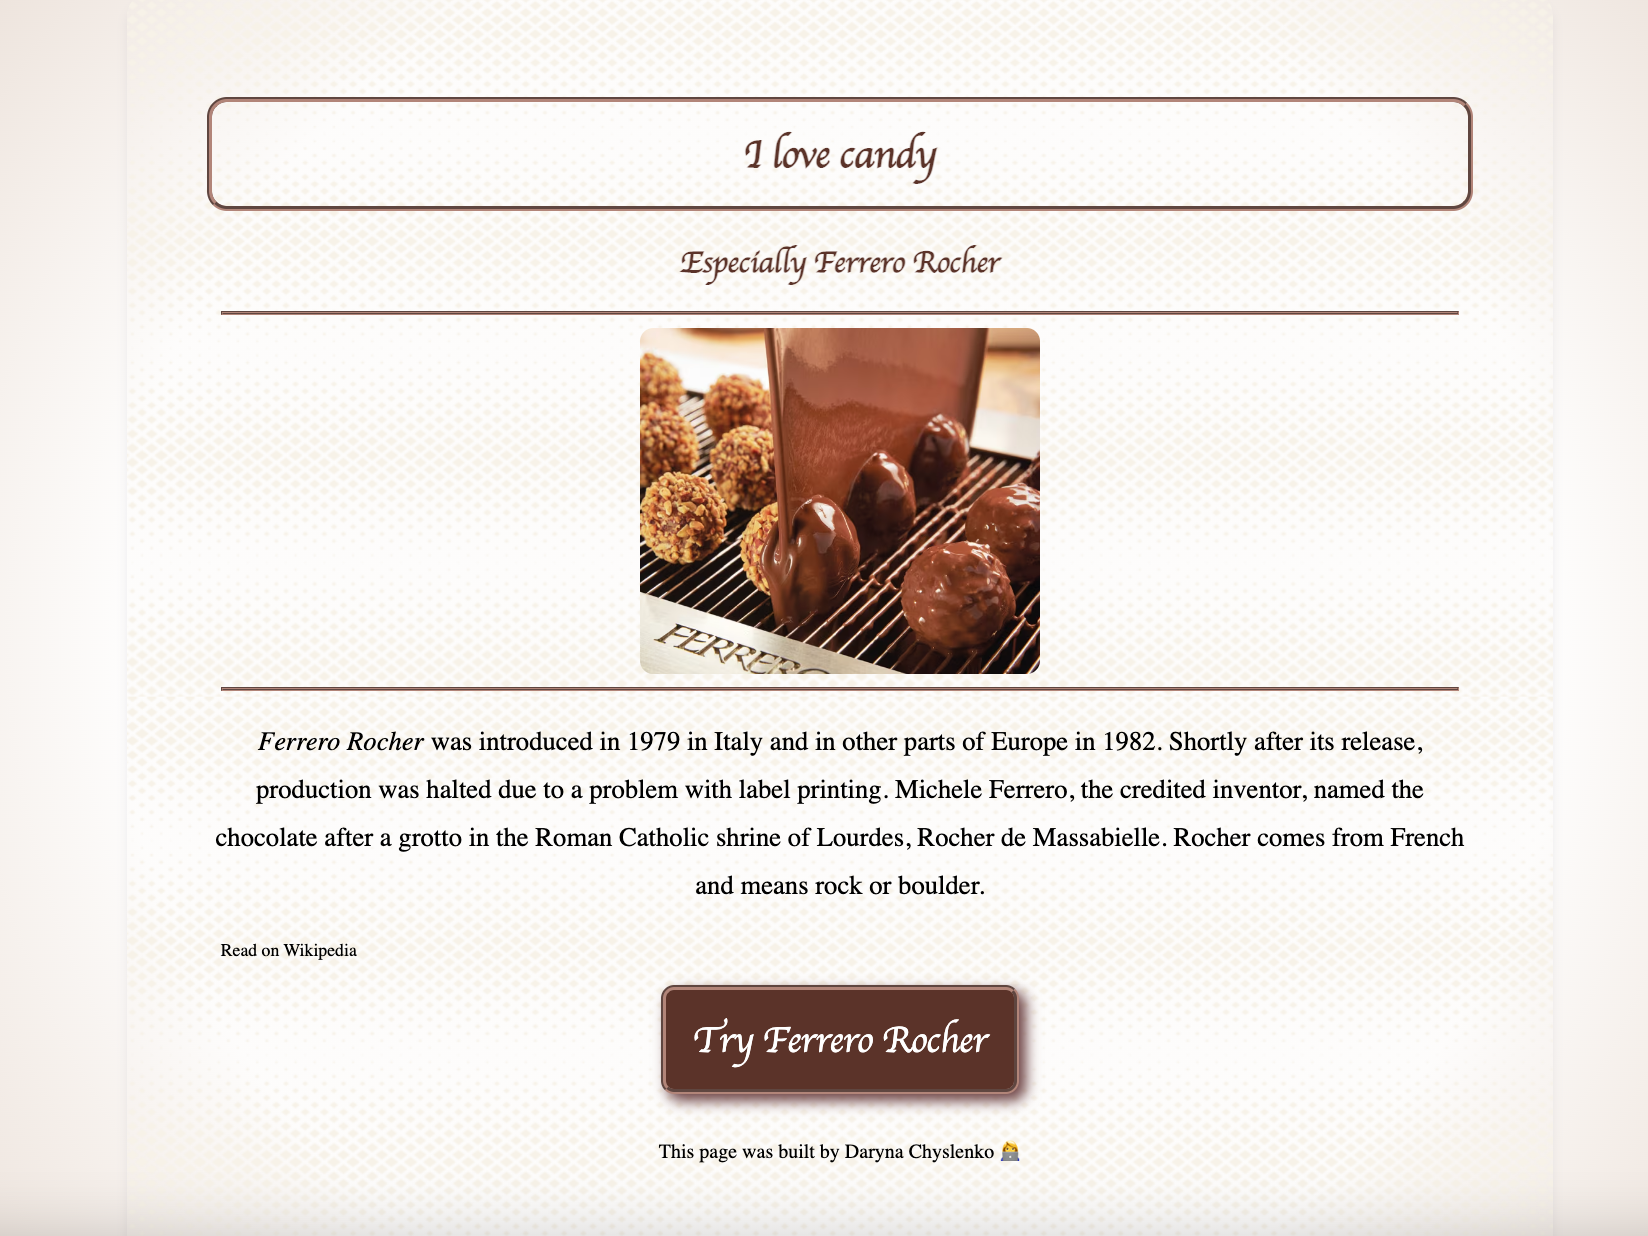 I love candy
Especially Ferrero Rocher
FERRERO
Ferrero Rocher was introduced in 1979 in Italy and in other parts of Europe in 1982. Shortly after its release,
production was halted due to a problem with label printing. Michele Ferrero, the credited inventor, named the
chocolate after a grotto in the Roman Catholic shrine of Lourdes, Rocher de Massabielle. Rocher comes from French
and means rock or boulder.
Read on Wikipedia
Try Ferrero Rocher
This page was built by Daryna Chyslenko 👩‍💻